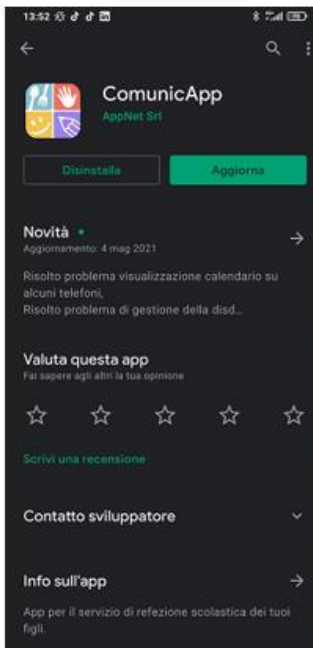 13:52
ComunicApp
AppNet Srl
Disinstalla
Aggiorna
Novità
Aggiornamento: 4 mag 2021
Risolto problema visualizzazione calendario su
alcuni telefoni,
Risolto problema di gestione della disd...
Valuta questa app
Fai sapere agli altri la tua opinione
Scrivi una recensione
Contatto sviluppatore
Info sull'app
App per il servizio di refezione scolastica dei tuoi
figli.